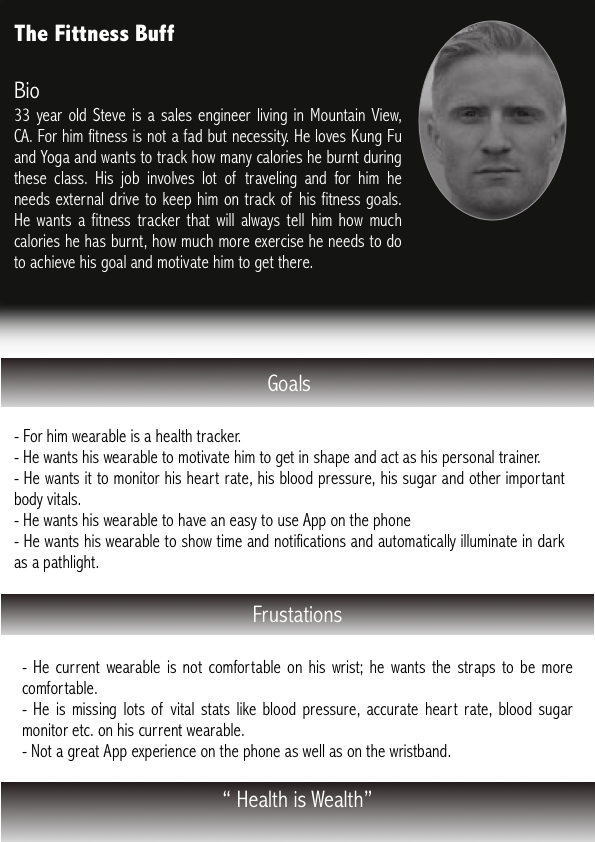 The Fittness Buff
Bio
33 year old Steve is a sales engineer living in Mountain View,
CA. For him fitness is not a fad but necessity. He loves Kung Fu
and Yoga and wants to track how many calories he burnt during
these class. His job involves lot of traveling and for him he
needs external drive to keep him on track of his fitness goals.
He wants a fitness tracker that will always tell him how much
calories he has burnt, how much more exercise he needs to do
to achieve his goal and motivate him to get there.
Goals
- For him wearable is a health tracker.
- He wants his wearable to motivate him to get in shape and act as his personal trainer.
- He wants it to monitor his heart rate, his blood pressure, his sugar and other important
body vitals.
- He wants his wearable to have an easy to use App on the phone
- He wants his wearable to show time and notifications and automatically illuminate in dark
as a pathlight.
Frustations
- He current wearable is not comfortable on his wrist; he wants the straps to be more
comfortable.
- He is missing lots of vital stats like blood pressure, accurate heart rate, blood sugar
monitor etc. on his current wearable.
- Not a great App experience on the phone as well as on the wristband.
“ Health is Wealth”